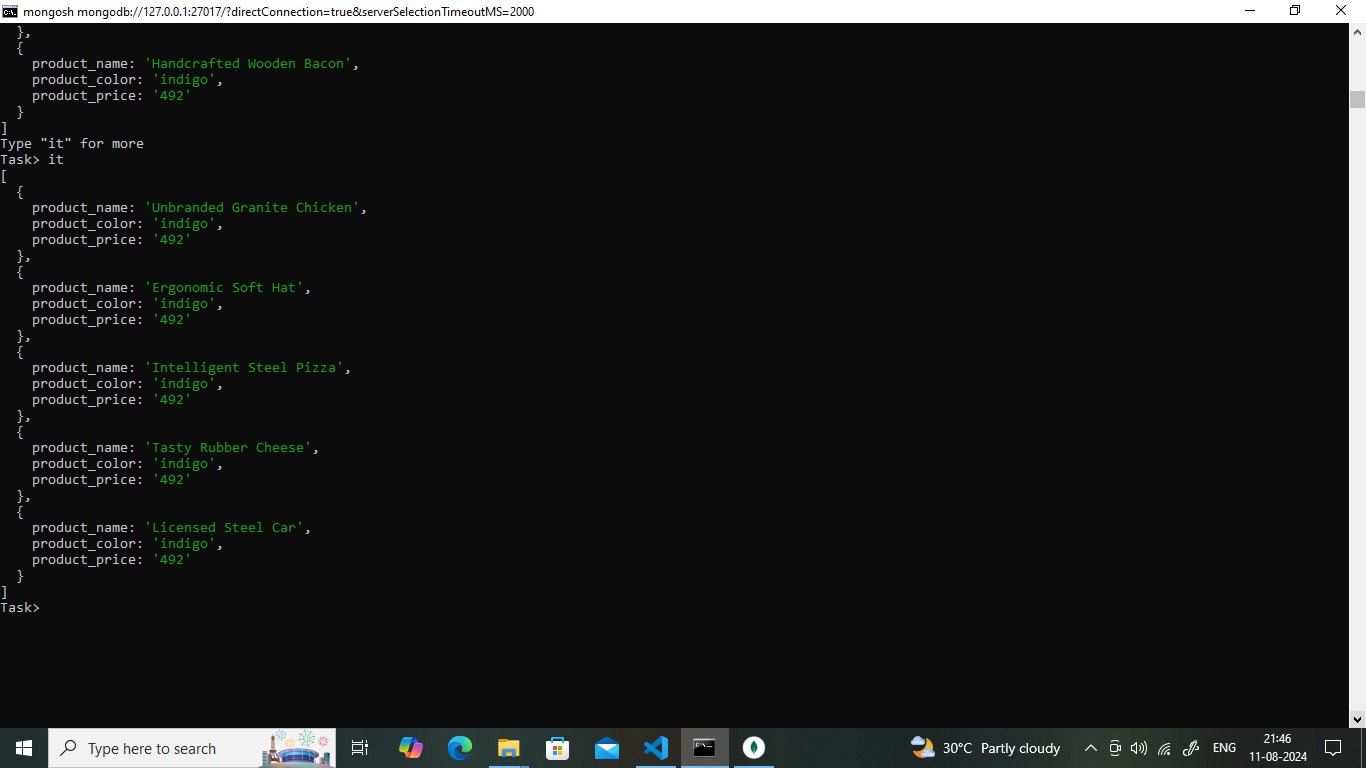 mongosh mongodb://127.0.0.1:27017/?directConnection=true&serverSelectionTimeoutMS=2000
  },
  {
    product_name: 'Handcrafted Wooden Bacon',
    product_color: 'indigo',
    product_price: '492'
  }
]
Type "it" for more
Task> it
[
  {
    product_name: 'Unbranded Granite Chicken',
    product_color: 'indigo',
    product_price: '492'
  },
  {
    product_name: 'Ergonomic Soft Hat',
    product_color: 'indigo',
    product_price: '492'
  },
  {
    product_name: 'Intelligent Steel Pizza',
    product_color: 'indigo',
    product_price: '492'
  },
  {
    product_name: 'Tasty Rubber Cheese',
    product_color: 'indigo',
    product_price: '492'
  },
  {
    product_name: 'Licensed Steel Car',
    product_color: 'indigo',
    product_price: '492'
  }
]
Task>
Type here to search
30°C Partly cloudy
ENG
21:46
11-08-2024